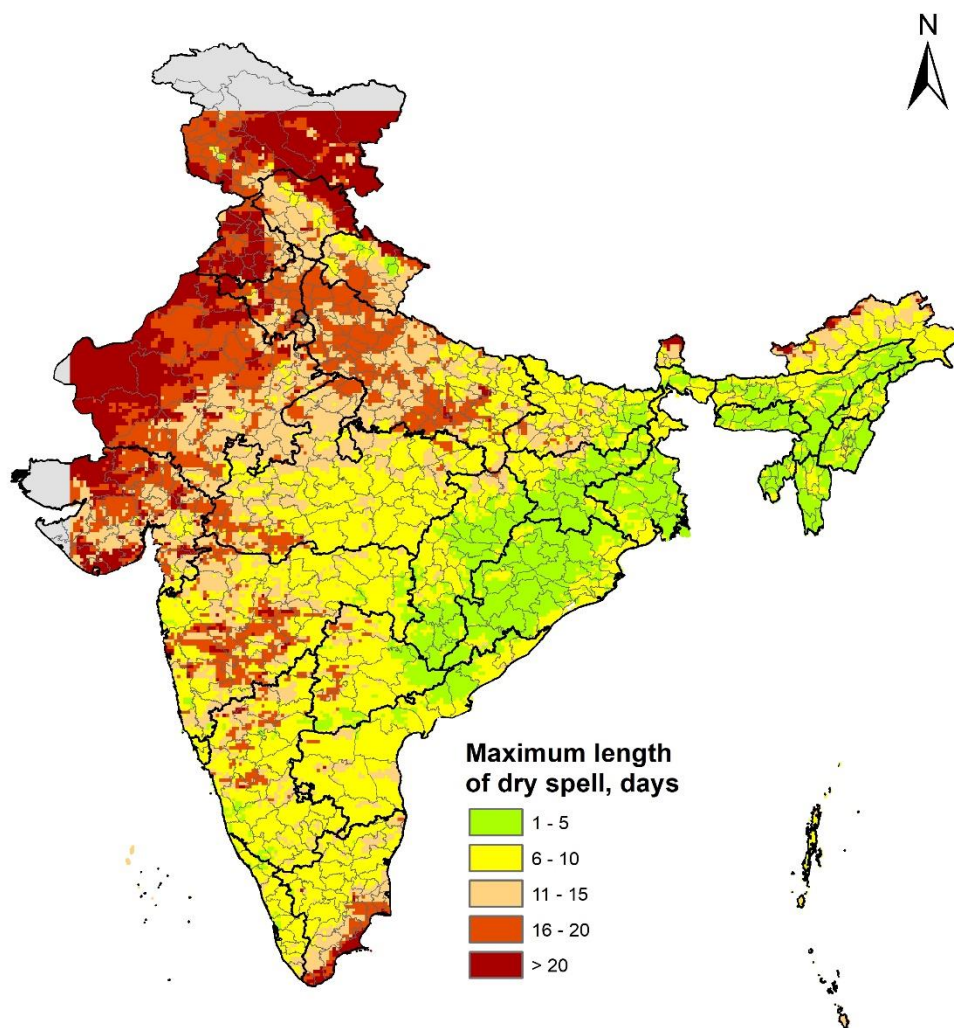 N
Maximum length
of dry spell, days
1 - 5
6 - 10
11 - 15
16 - 20
> 20